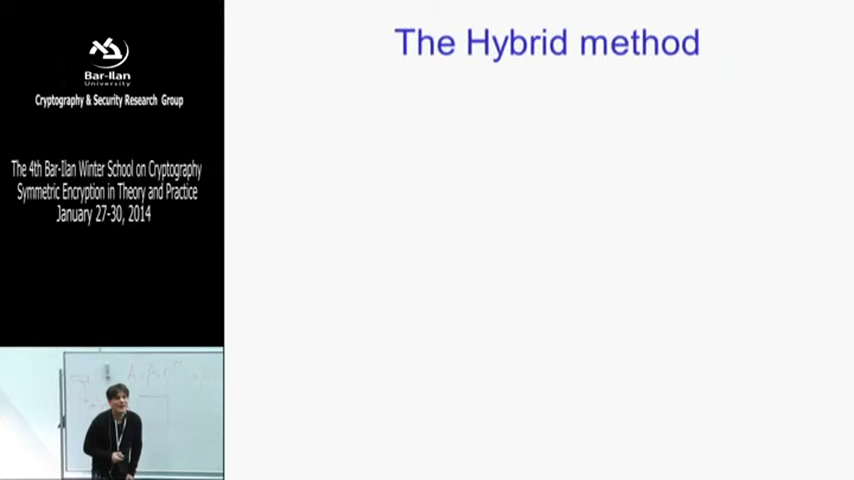 The Hybrid method
Bar-Ilan
University
Cryptography & Security Research Group
The 4th Bar-Ilan Winter School on Cryptography
Symmetric Encryption in Theory and Practice
January 27-30, 2014